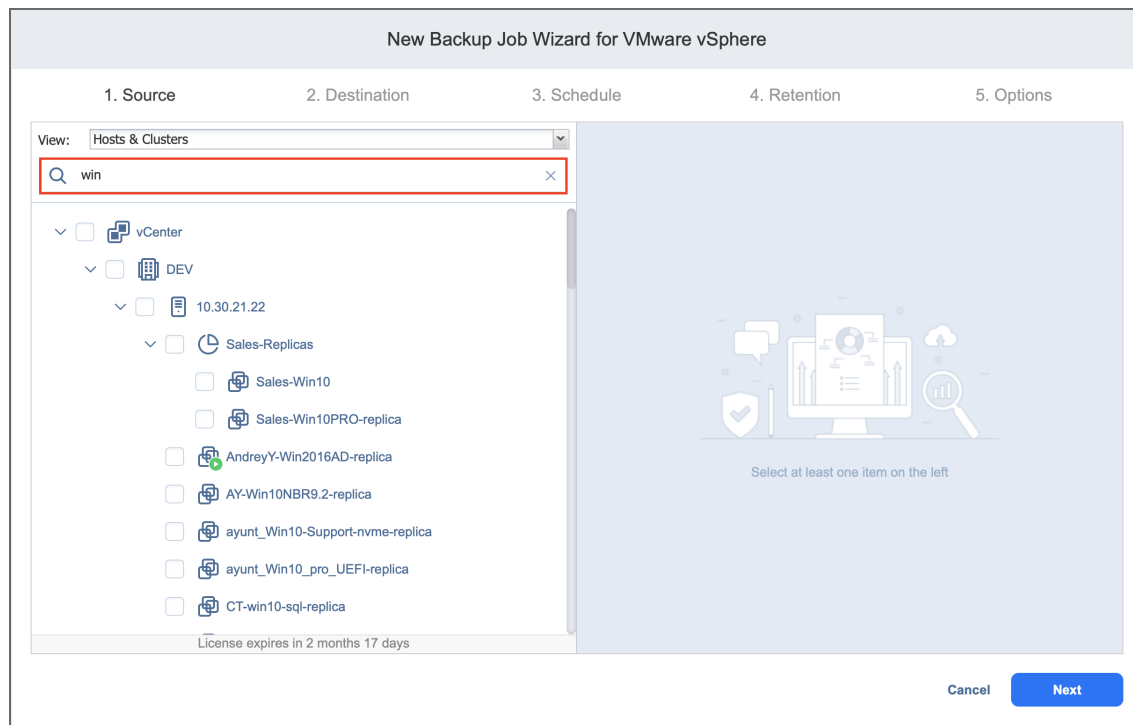 New Backup Job Wizard for VMware vSphere
1. Source
2. Destination
3. Schedule
4. Retention
5. Options
View:
Hosts & Clusters
win
vCenter
DEV
10.30.21.22
Sales-Replicas
Sales-Win10
Sales-Win10PRO-replica
AndreyY-Win2016AD-replica
AY-Win10NBR9.2-replica
ayunt_Win10-Support-nvme-replica
ayunt_Win10_pro_UEFI-replica
CT-win10-sql-replica
License expires in 2 months 17 days
Select at least one item on the left
Cancel
Next